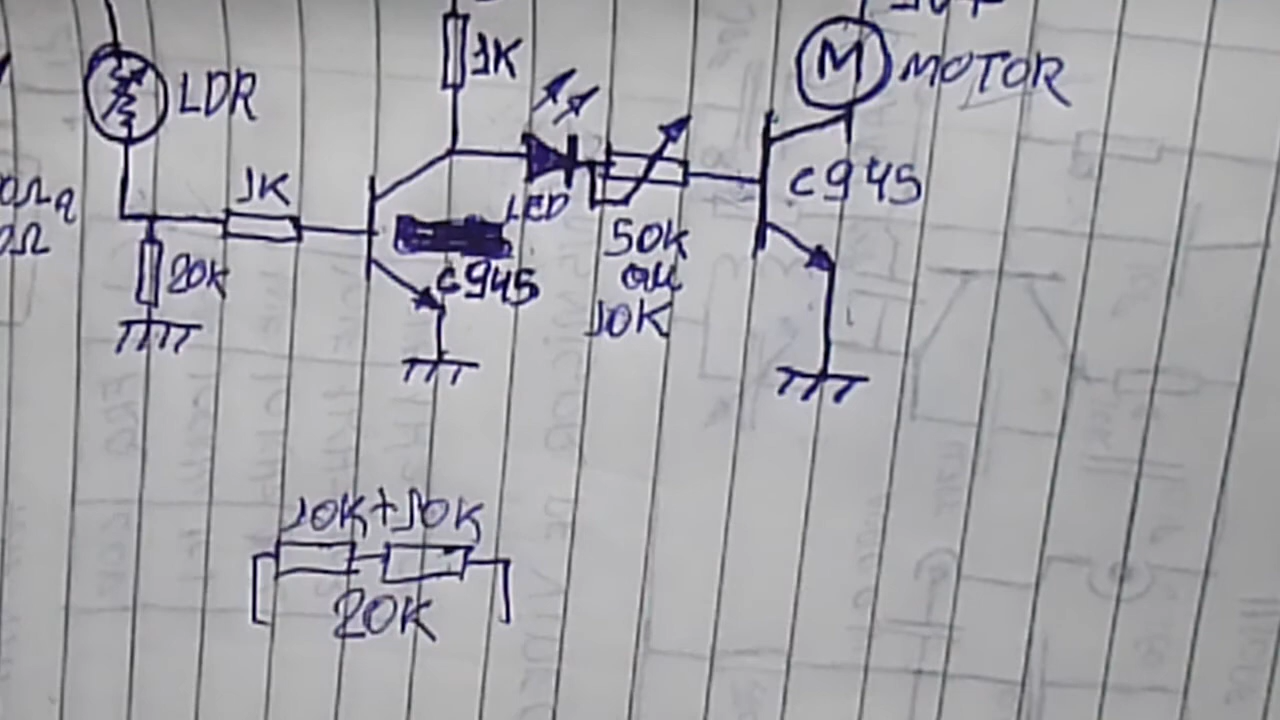 1K
MOTOR
LDR
M
1K
C945
LED
50K
ou
10K
20K
C945
10K+10K
20K